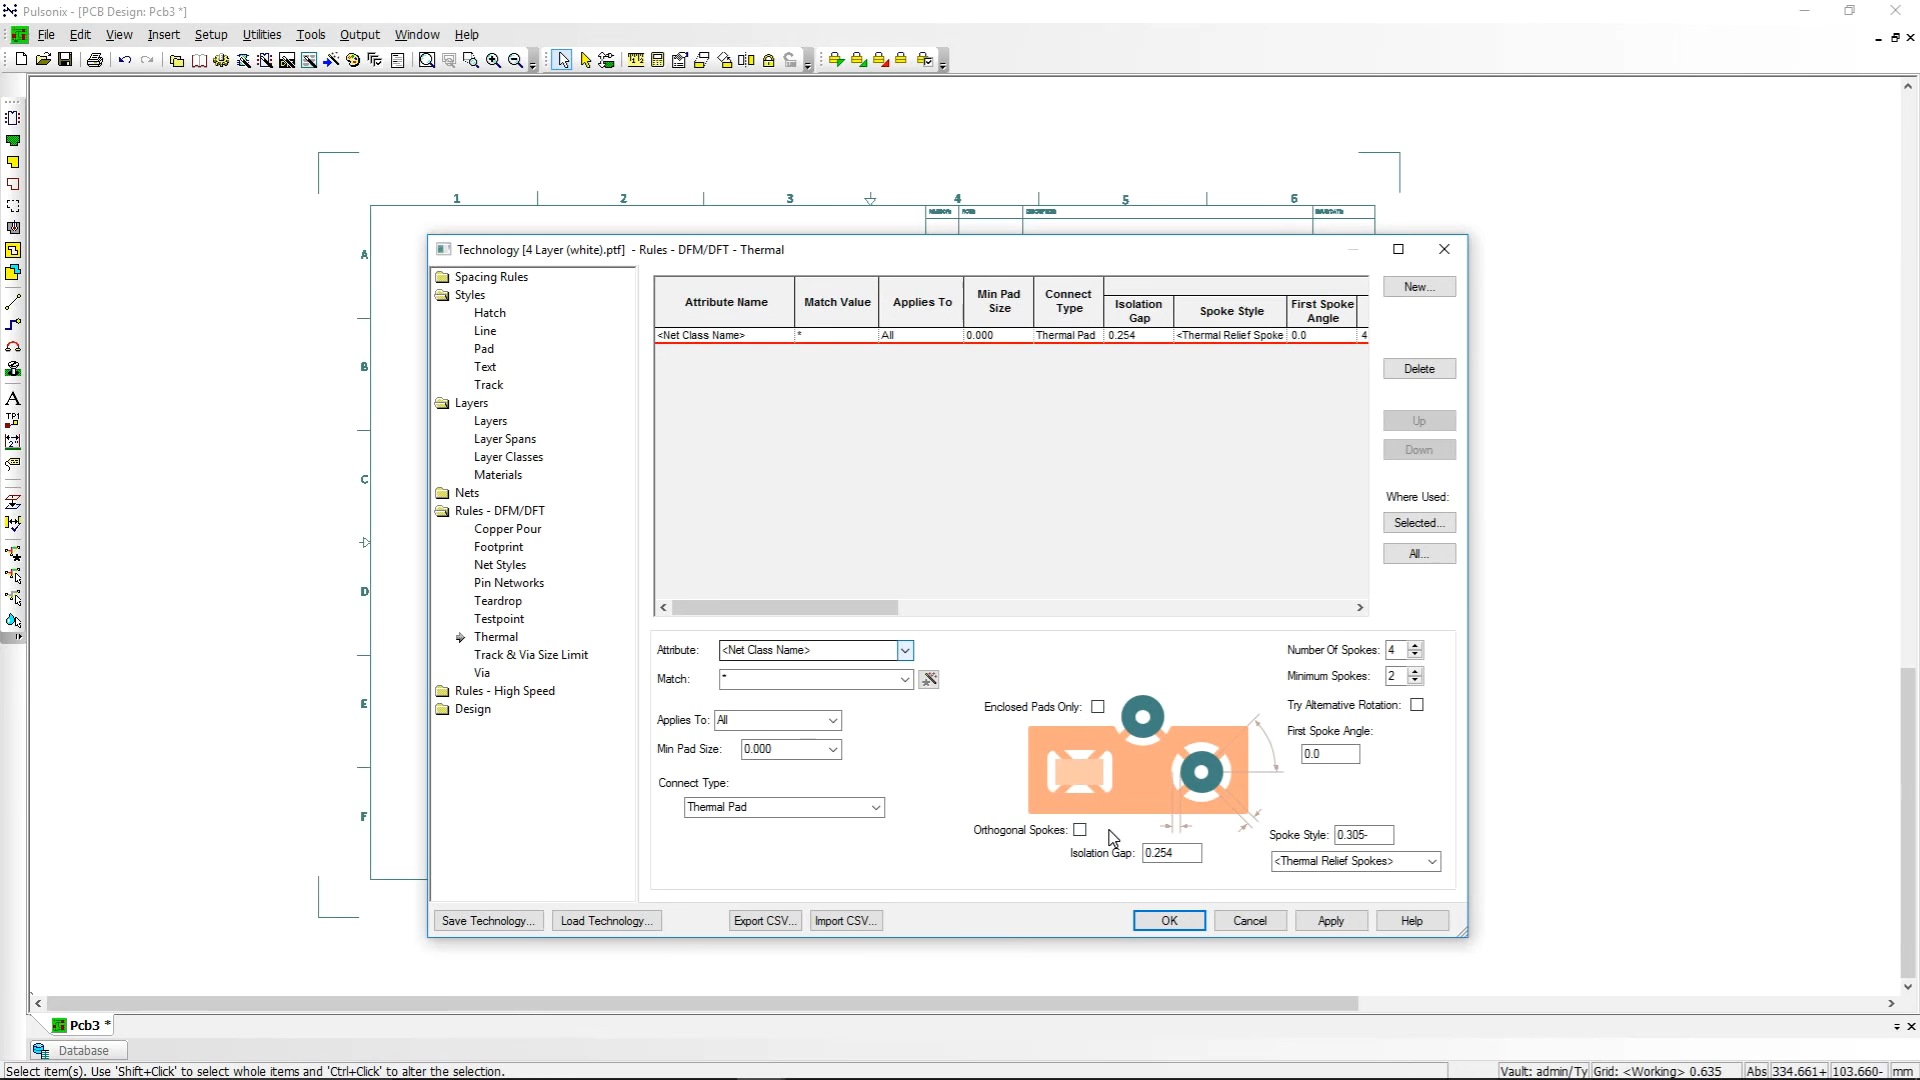 Pulsonix - [PCB Design: Pcb3 *]
File Edit View Insert Setup Utilities Tools Output Window Help
1 2 3 4 5 6
A
B
C
D
E
F
Technology [4 Layer (white).ptf] - Rules - DFM/DFT - Thermal
Spacing Rules
Styles
Hatch
Line
Pad
Text
Track
Layers
Layers
Layer Spans
Layer Classes
Materials
Nets
Rules - DFM/DFT
Copper Pour
Footprint
Net Styles
Pin Networks
Teardrop
Testpoint
Thermal
Track & Via Size Limit
Via
Rules - High Speed
Design
Attribute Name Match Value Applies To Min Pad Size Connect Type Isolation Gap Spoke Style First Spoke Angle
<Net Class Name> * All 0.000 Thermal Pad 0.254 <Thermal Relief Spoke 0.0 4
New...
Delete
Up
Down
Where Used:
Selected...
All...
Attribute: <Net Class Name>
Match: *
Applies To: All
Min Pad Size: 0.000
Connect Type:
Thermal Pad
Enclosed Pads Only:
Orthogonal Spokes:
Isolation Gap: 0.254
Number Of Spokes: 4
Minimum Spokes: 2
Try Alternative Rotation:
First Spoke Angle:
0.0
Spoke Style: 0.305-
<Thermal Relief Spokes>
Save Technology... Load Technology... Export CSV... Import CSV... OK Cancel Apply Help
Pcb3 *
Database
Select item(s). Use 'Shift+Click' to select whole items and 'Ctrl+Click' to alter the selection.
Vault: admin/Ty Grid: <Working> 0.635 Abs 334.661+ 103.660- mm